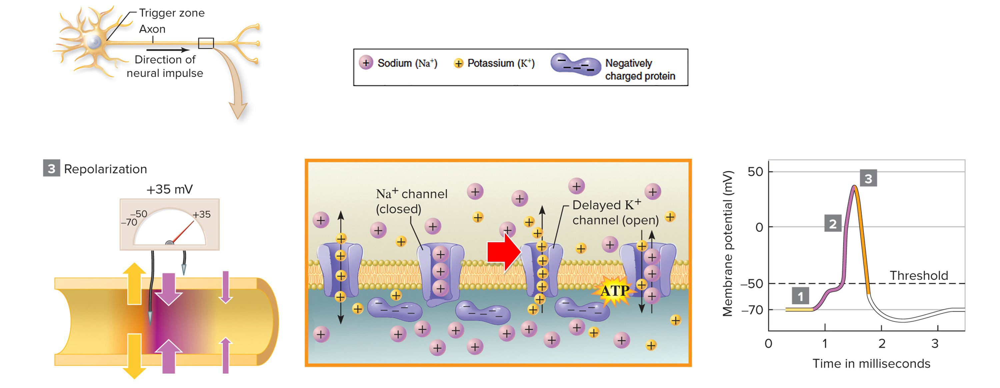 Trigger zone
Axon
Direction of
neural impulse
+ Sodium (Na⁺)
+ Potassium (K⁺)
Negatively
charged protein
3 Repolarization
+35 mV
−50
−70
+35
Na⁺ channel
(closed)
Delayed K⁺
channel (open)
ATP
Membrane potential (mV)
50
0
−50
−70
1
2
3
Threshold
0 1 2 3
Time in milliseconds